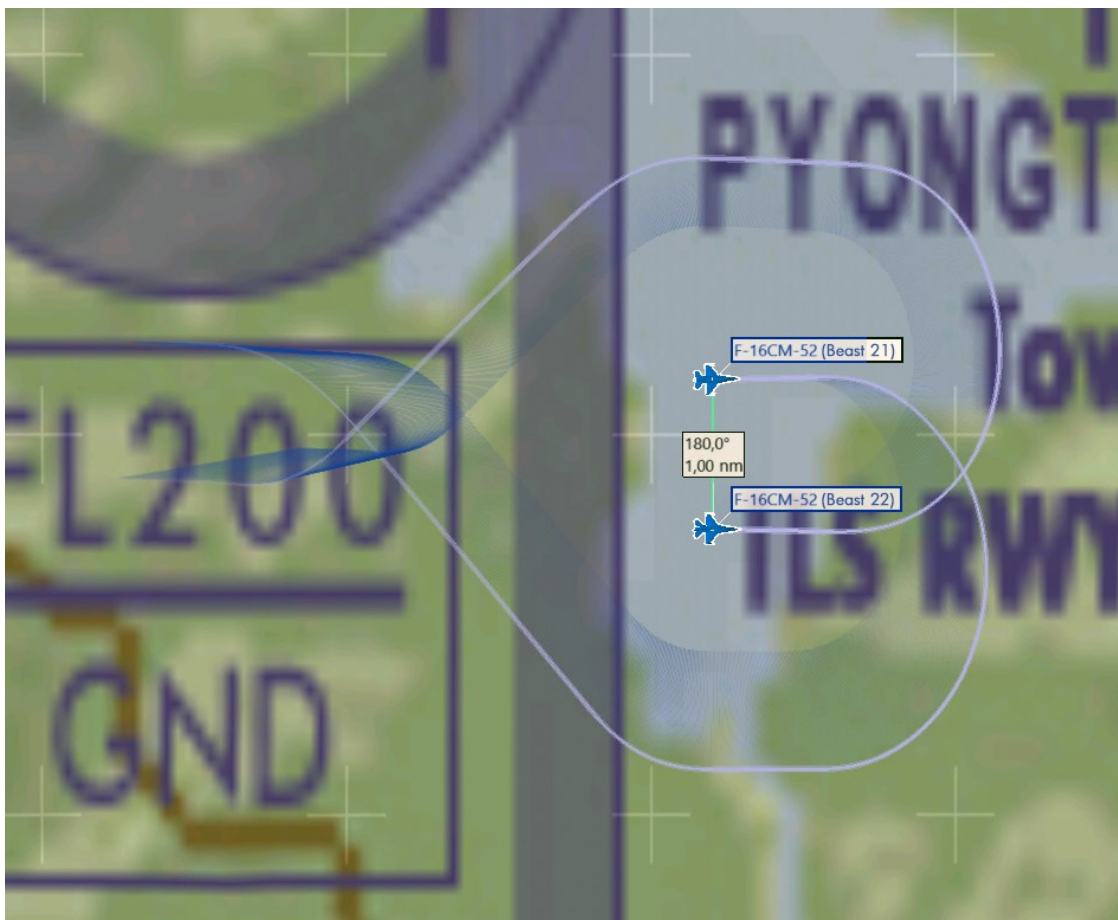 PYONGT
F-16CM-52 (Beast 21)
Tow
FL200
180,0°
1,00 nm
F-16CM-52 (Beast 22)
ILS RWY
GND